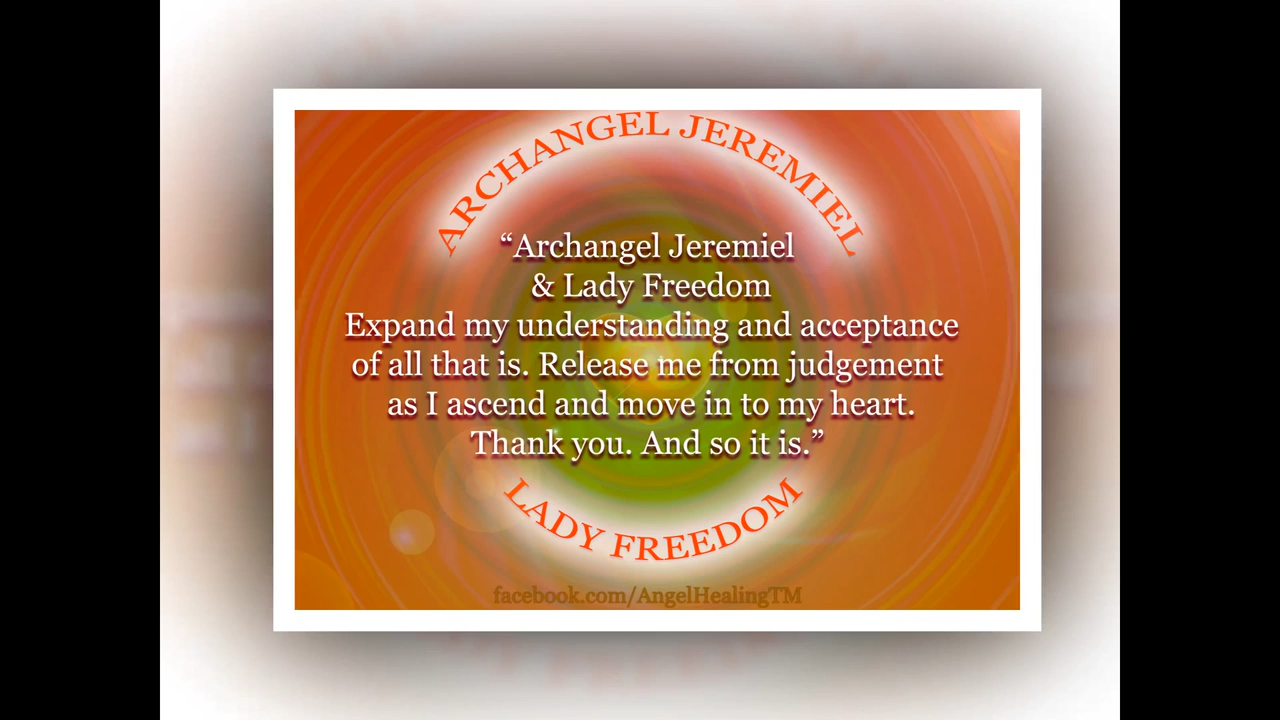 ARCHANGEL JEREMIEL
“Archangel Jeremiel
& Lady Freedom
Expand my understanding and acceptance
of all that is. Release me from judgement
as I ascend and move in to my heart.
Thank you. And so it is.”
LADY FREEDOM
facebook.com/AngelHealingTM